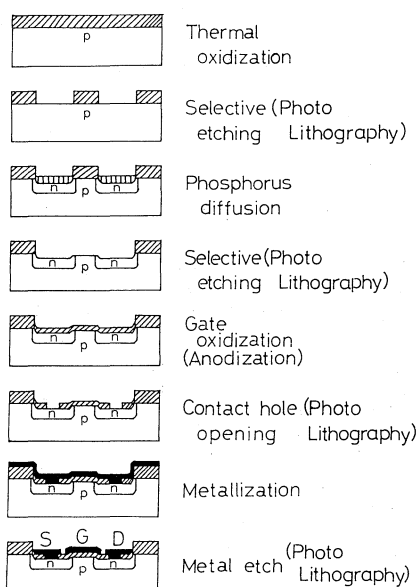 p
Thermal
oxidization
p
Selective (Photo
etching Lithography)
n p n
Phosphorus
diffusion
n p n
Selective (Photo
etching Lithography)
n p n
Gate
oxidization
(Anodization)
n p n
Contact hole (Photo
opening Lithography)
n p n
Metallization
S G D
n p n
Metal etch (Photo
Lithography)